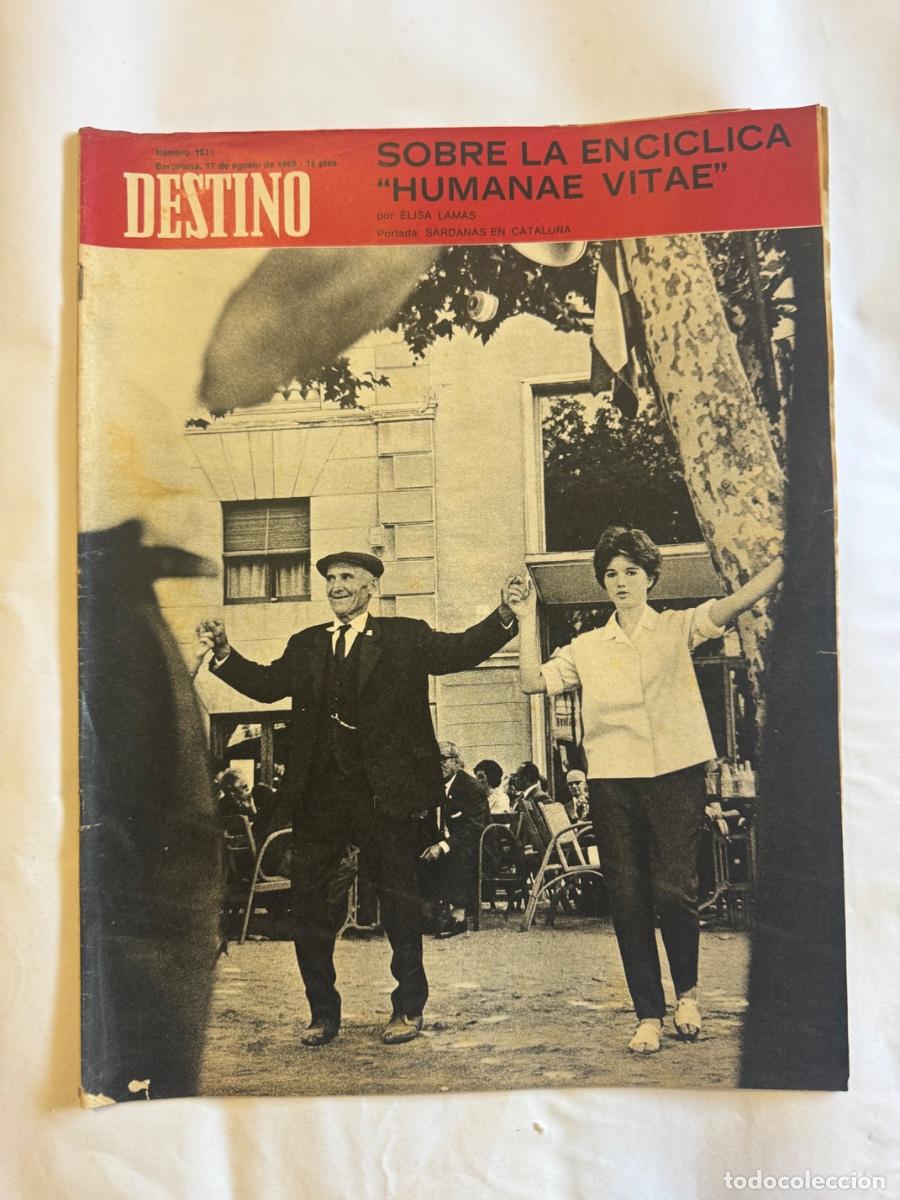 Número 1611
Barcelona, 17 de agosto de 1968 - 15 ptas.
DESTINO
SOBRE LA ENCICLICA
“HUMANAE VITAE”
por ELISA LAMAS
Portada: SARDANAS EN CATALUÑA
todocoleccion